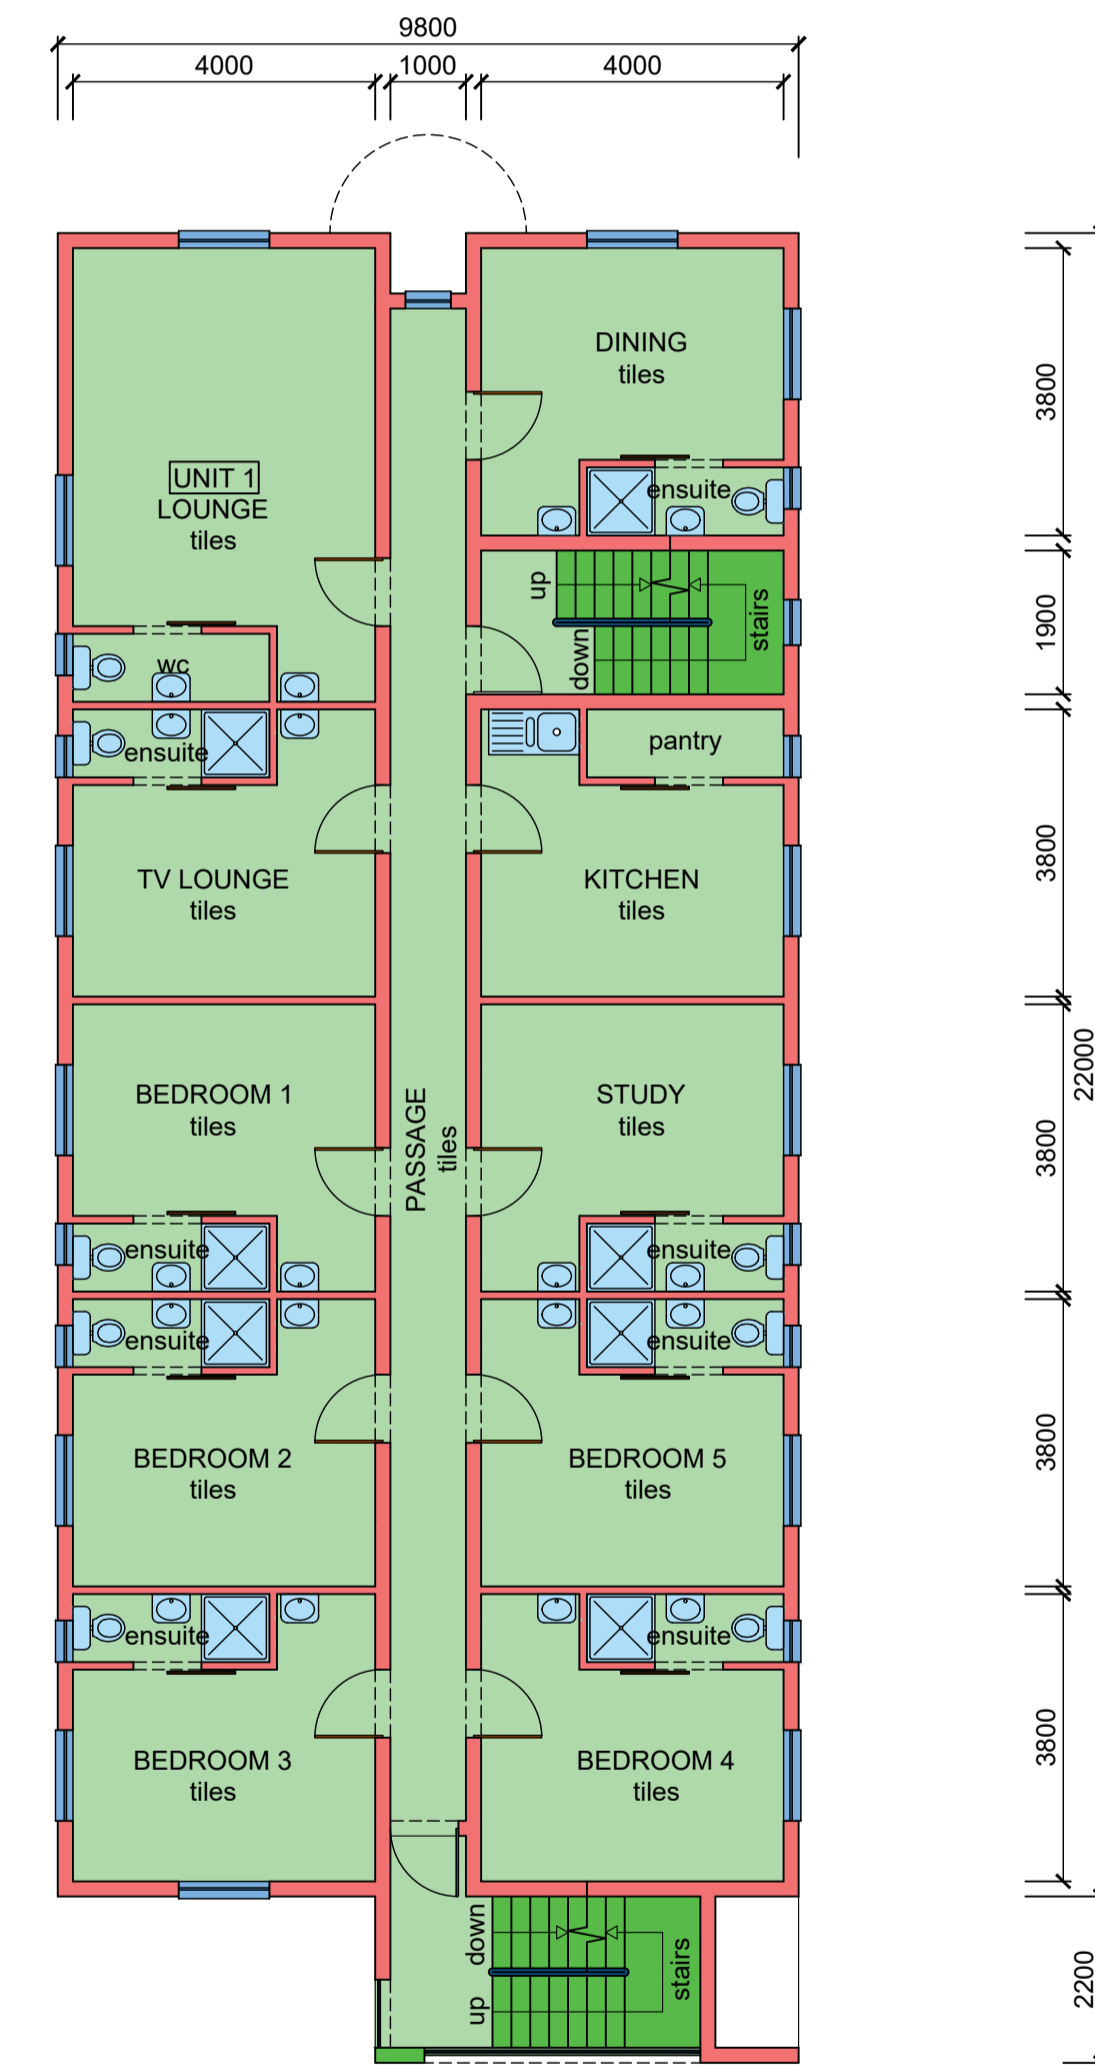 9800
4000
1000
4000
DINING
tiles
3800
UNIT 1
LOUNGE
tiles
ensuite
up
down
stairs
1900
wc
ensuite
pantry
TV LOUNGE
tiles
KITCHEN
tiles
3800
22000
BEDROOM 1
tiles
PASSAGE
tiles
STUDY
tiles
3800
ensuite
ensuite
ensuite
ensuite
BEDROOM 2
tiles
BEDROOM 5
tiles
3800
ensuite
ensuite
BEDROOM 3
tiles
BEDROOM 4
tiles
3800
down
up
stairs
2200